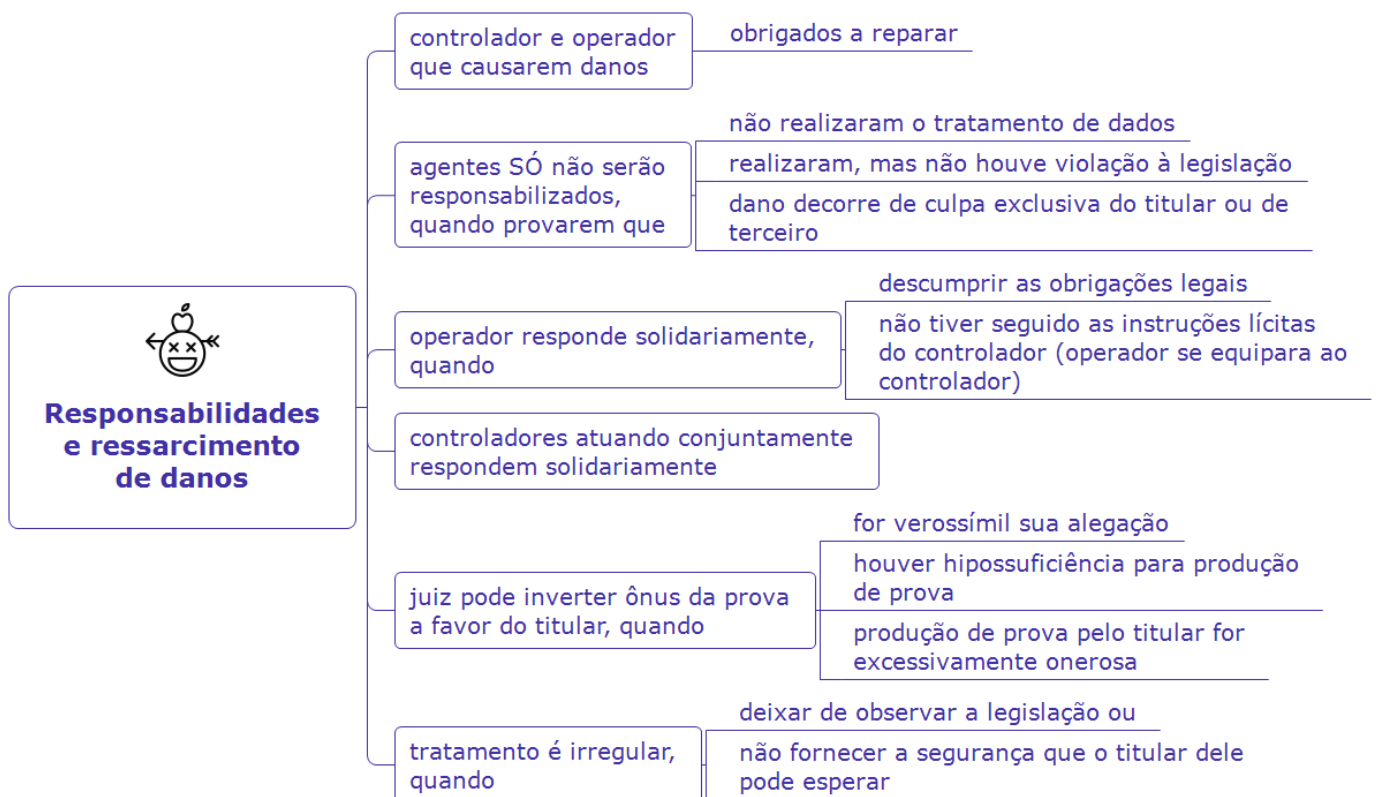 Responsabilidades
e ressarcimento
de danos
controlador e operador
que causarem danos
obrigados a reparar
agentes SÓ não serão
responsabilizados,
quando provarem que
não realizaram o tratamento de dados
realizaram, mas não houve violação à legislação
dano decorre de culpa exclusiva do titular ou de
terceiro
operador responde solidariamente,
quando
descumprir as obrigações legais
não tiver seguido as instruções lícitas
do controlador (operador se equipara ao
controlador)
controladores atuando conjuntamente
respondem solidariamente
juiz pode inverter ônus da prova
a favor do titular, quando
for verossímil sua alegação
houver hipossuficiência para produção
de prova
produção de prova pelo titular for
excessivamente onerosa
tratamento é irregular,
quando
deixar de observar a legislação ou
não fornecer a segurança que o titular dele
pode esperar